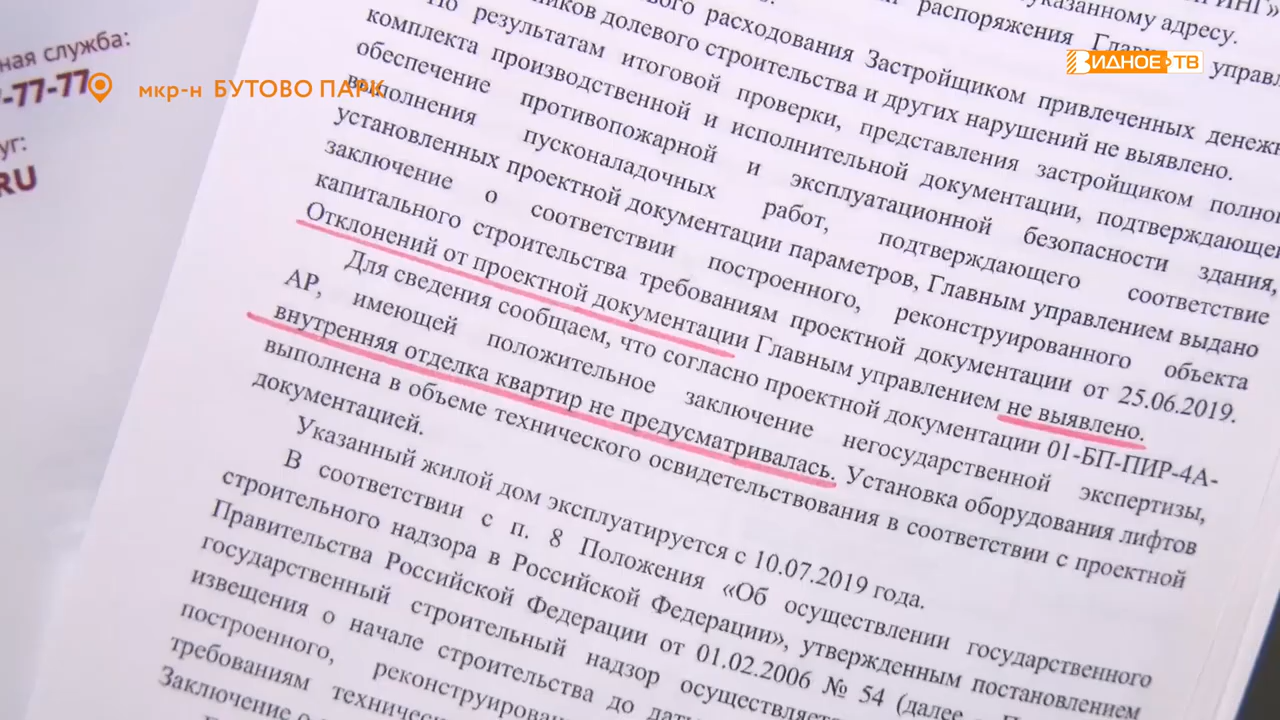 ная служба:
-77-77
уг:
RU
мкр-н БУТОВО ПАРК
ВИДНОЕ-ТВ
указанному адресу.
распоряжения
расходования Застройщиком привлеченных
долевого строительства и других нарушений не выявлено.
По результатам итоговой проверки, представления застройщиком
комплекта производственной и исполнительной документации, подтверждающей
обеспечение противопожарной и эксплуатационной безопасности здания,
выполнения пусконаладочных работ, подтверждающего соответствие
установленных проектной документации параметров, Главным управлением выдано
заключение о соответствии построенного, реконструированного объекта
капитального строительства требованиям проектной документации от 25.06.2019.
Отклонений от проектной документации Главным управлением не выявлено.
Для сведения сообщаем, что согласно проектной документации 01-БП-ПИР-4А-
АР, имеющей положительное заключение негосударственной экспертизы,
внутренняя отделка квартир не предусматривалась. Установка оборудования лифтов
выполнена в объеме технического освидетельствования в соответствии с проектной
документацией.
Указанный жилой дом эксплуатируется с 10.07.2019 года.
В соответствии с п. 8 Положения «Об осуществлении государственного
строительного надзора в Российской Федерации», утвержденным постановлением
Правительства Российской Федерации от 01.02.2006 № 54 (далее
государственный строительный надзор осуществляется
извещения о начале строительства до
построенного,
требованиям
Заключение о